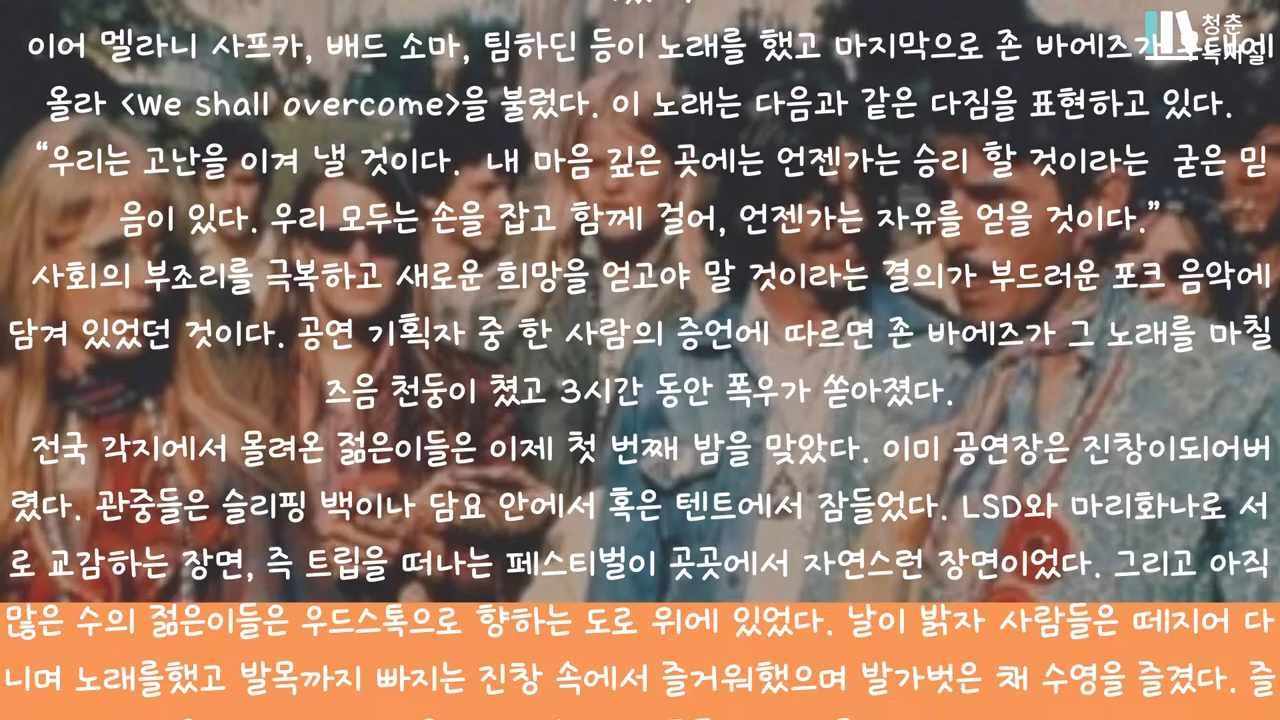 청춘
독서실
이어 멜라니 사프카, 배드 소마, 팀하딘 등이 노래를 했고 마지막으로 존 바에즈가 무대에
올라 <We shall overcome>을 불렀다. 이 노래는 다음과 같은 다짐을 표현하고 있다.
“우리는 고난을 이겨 낼 것이다. 내 마음 깊은 곳에는 언젠가는 승리 할 것이라는 굳은 믿
음이 있다. 우리 모두는 손을 잡고 함께 걸어, 언젠가는 자유를 얻을 것이다.”
사회의 부조리를 극복하고 새로운 희망을 얻고야 말 것이라는 결의가 부드러운 포크 음악에
담겨 있었던 것이다. 공연 기획자 중 한 사람의 증언에 따르면 존 바에즈가 그 노래를 마칠
즈음 천둥이 쳤고 3시간 동안 폭우가 쏟아졌다.
전국 각지에서 몰려온 젊은이들은 이제 첫 번째 밤을 맞았다. 이미 공연장은 진창이되어버
렸다. 관중들은 슬리핑 백이나 담요 안에서 혹은 텐트에서 잠들었다. LSD와 마리화나로 서
로 교감하는 장면, 즉 트립을 떠나는 페스티벌이 곳곳에서 자연스런 장면이었다. 그리고 아직
많은 수의 젊은이들은 우드스톡으로 향하는 도로 위에 있었다. 날이 밝자 사람들은 떼지어 다
니며 노래를했고 발목까지 빠지는 진창 속에서 즐거워했으며 발가벗은 채 수영을 즐겼다. 즐